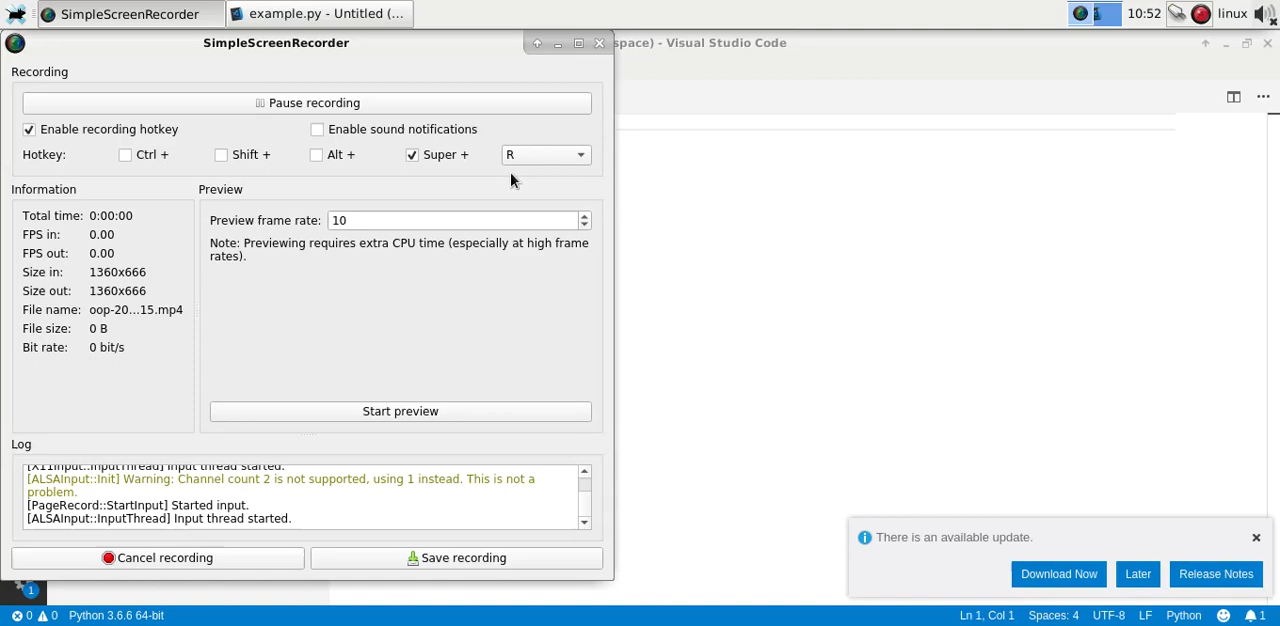 SimpleScreenRecorder
example.py - Untitled (...
10:52
linux
SimpleScreenRecorder
space) - Visual Studio Code
Recording
Pause recording
Enable recording hotkey
Enable sound notifications
Hotkey:
Ctrl +
Shift +
Alt +
Super +
R
Information
Preview
Total time: 0:00:00
FPS in: 0.00
FPS out: 0.00
Size in: 1360x666
Size out: 1360x666
File name: oop-20...15.mp4
File size: 0 B
Bit rate: 0 bit/s
Preview frame rate: 10
Note: Previewing requires extra CPU time (especially at high frame
rates).
Start preview
Log
[X11Input::InputThread] Input thread started.
[ALSAInput::Init] Warning: Channel count 2 is not supported, using 1 instead. This is not a
problem.
[PageRecord::StartInput] Started input.
[ALSAInput::InputThread] Input thread started.
Cancel recording
Save recording
There is an available update.
Download Now
Later
Release Notes
1
0 0 Python 3.6.6 64-bit
Ln 1, Col 1 Spaces: 4 UTF-8 LF Python 1